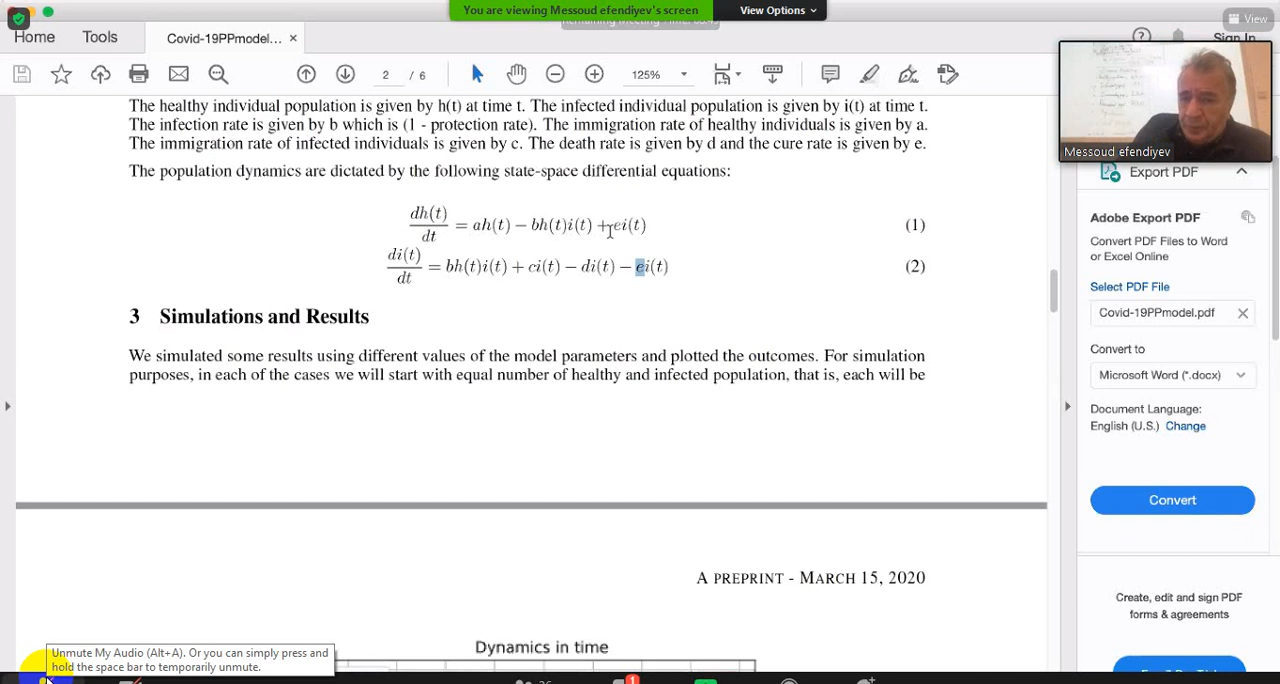 You are viewing Messoud efendiyev's screen
View Options
View
Home
Tools
Covid-19PPmodel... ×
Sign In
2 / 6
125%
Messoud efendiyev
The healthy individual population is given by h(t) at time t. The infected individual population is given by i(t) at time t.
The infection rate is given by b which is (1 - protection rate). The immigration rate of healthy individuals is given by a.
The immigration rate of infected individuals is given by c. The death rate is given by d and the cure rate is given by e.
The population dynamics are dictated by the following state-space differential equations:
dh(t)/dt = ah(t) − bh(t)i(t) + ei(t) (1)
di(t)/dt = bh(t)i(t) + ci(t) − di(t) − ei(t) (2)
3 Simulations and Results
We simulated some results using different values of the model parameters and plotted the outcomes. For simulation
purposes, in each of the cases we will start with equal number of healthy and infected population, that is, each will be
A PREPRINT - MARCH 15, 2020
Dynamics in time
Export PDF
Adobe Export PDF
Convert PDF Files to Word
or Excel Online
Select PDF File
Covid-19PPmodel.pdf
Convert to
Microsoft Word (*.docx)
Document Language:
English (U.S.) Change
Convert
Create, edit and sign PDF
forms & agreements
Unmute My Audio (Alt+A). Or you can simply press and
hold the space bar to temporarily unmute.
1